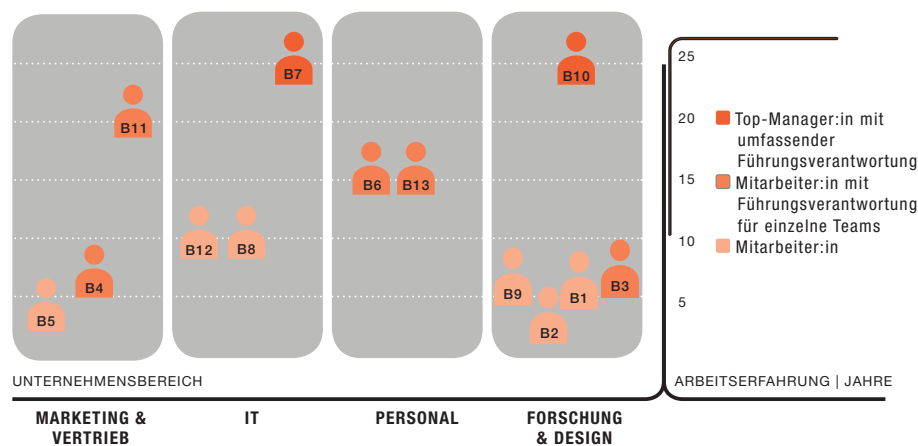 B7
B10
25
B11
20
Top-Manager:in mit
umfassender
Führungsverantwortung
B6
B13
15
Mitarbeiter:in mit
Führungsverantwortung
für einzelne Teams
B12
B8
10
Mitarbeiter:in
B4
B9
B1
B3
5
B5
B2
UNTERNEHMENSBEREICH
ARBEITSERFAHRUNG | JAHRE
MARKETING &
VERTRIEB
IT
PERSONAL
FORSCHUNG
& DESIGN